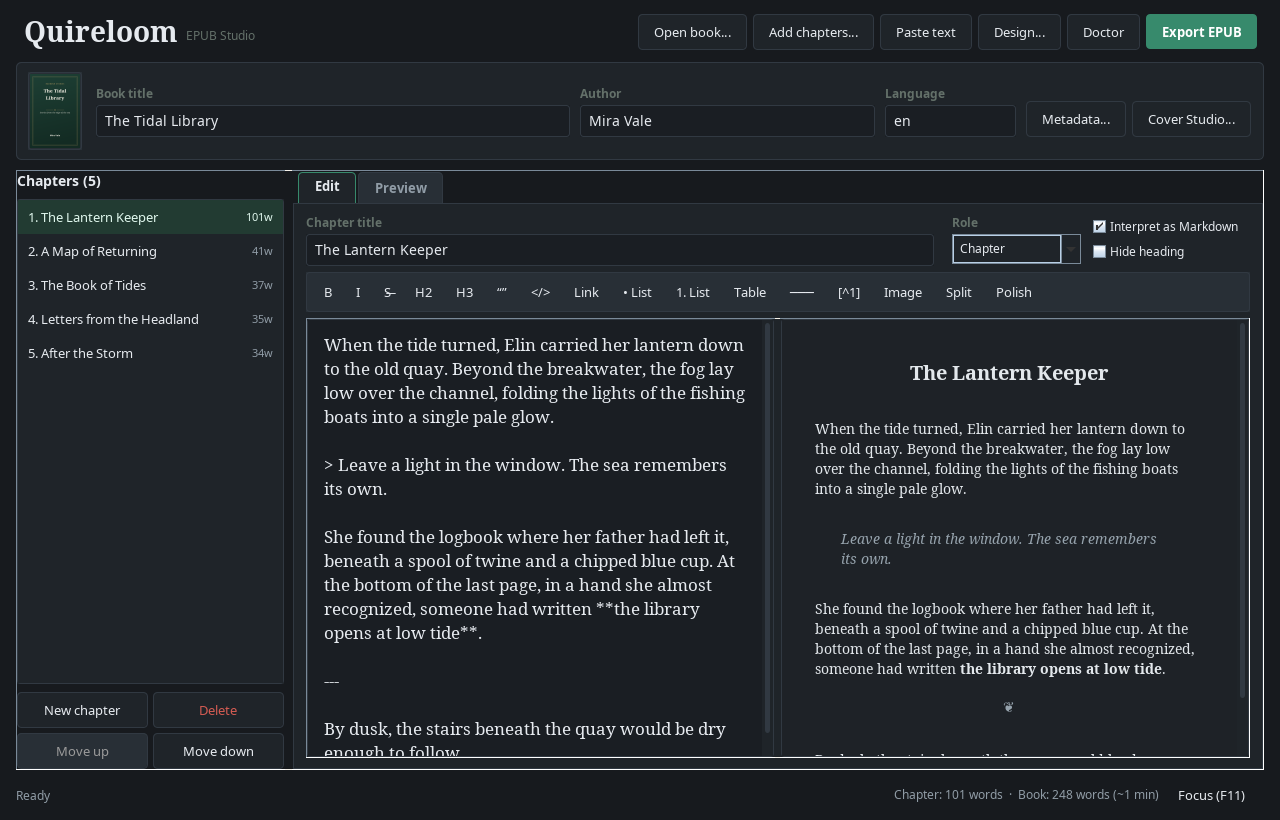 Quireloom EPUB Studio
Open book... Add chapters... Paste text Design... Doctor Export EPUB
The Tidal
Library
Book title Author Language
The Tidal Library Mira Vale en Metadata... Cover Studio...
Chapters (5)
1. The Lantern Keeper 101w
2. A Map of Returning 41w
3. The Book of Tides 37w
4. Letters from the Headland 35w
5. After the Storm 34w
New chapter Delete
Move up Move down
Edit Preview
Chapter title Role
The Lantern Keeper Chapter
Interpret as Markdown
Hide heading
B I S H2 H3 “” </> Link • List 1. List Table —— [^1] Image Split Polish
When the tide turned, Elin carried her lantern down
to the old quay. Beyond the breakwater, the fog lay
low over the channel, folding the lights of the fishing
boats into a single pale glow.
> Leave a light in the window. The sea remembers
its own.
She found the logbook where her father had left it,
beneath a spool of twine and a chipped blue cup. At
the bottom of the last page, in a hand she almost
recognized, someone had written **the library
opens at low tide**.
---
By dusk, the stairs beneath the quay would be dry
enough to follow.
The Lantern Keeper
When the tide turned, Elin carried her lantern down to
the old quay. Beyond the breakwater, the fog lay low
over the channel, folding the lights of the fishing boats
into a single pale glow.
Leave a light in the window. The sea remembers
its own.
She found the logbook where her father had left it,
beneath a spool of twine and a chipped blue cup. At the
bottom of the last page, in a hand she almost recognized,
someone had written the library opens at low tide.
❦
Ready Chapter: 101 words · Book: 248 words (~1 min) Focus (F11)